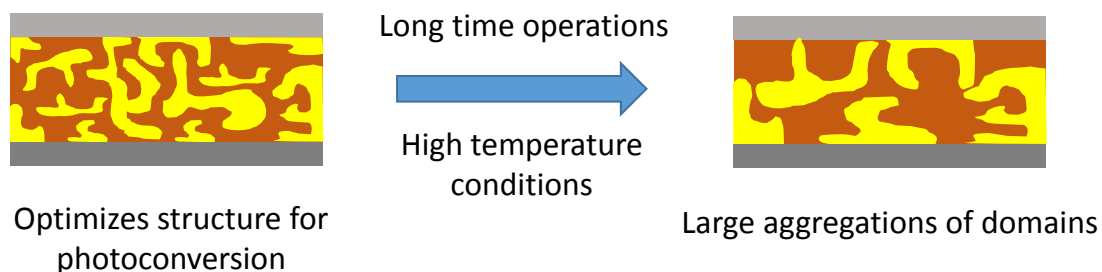 Long time operations
High temperature
conditions
Optimizes structure for
photoconversion
Large aggregations of domains